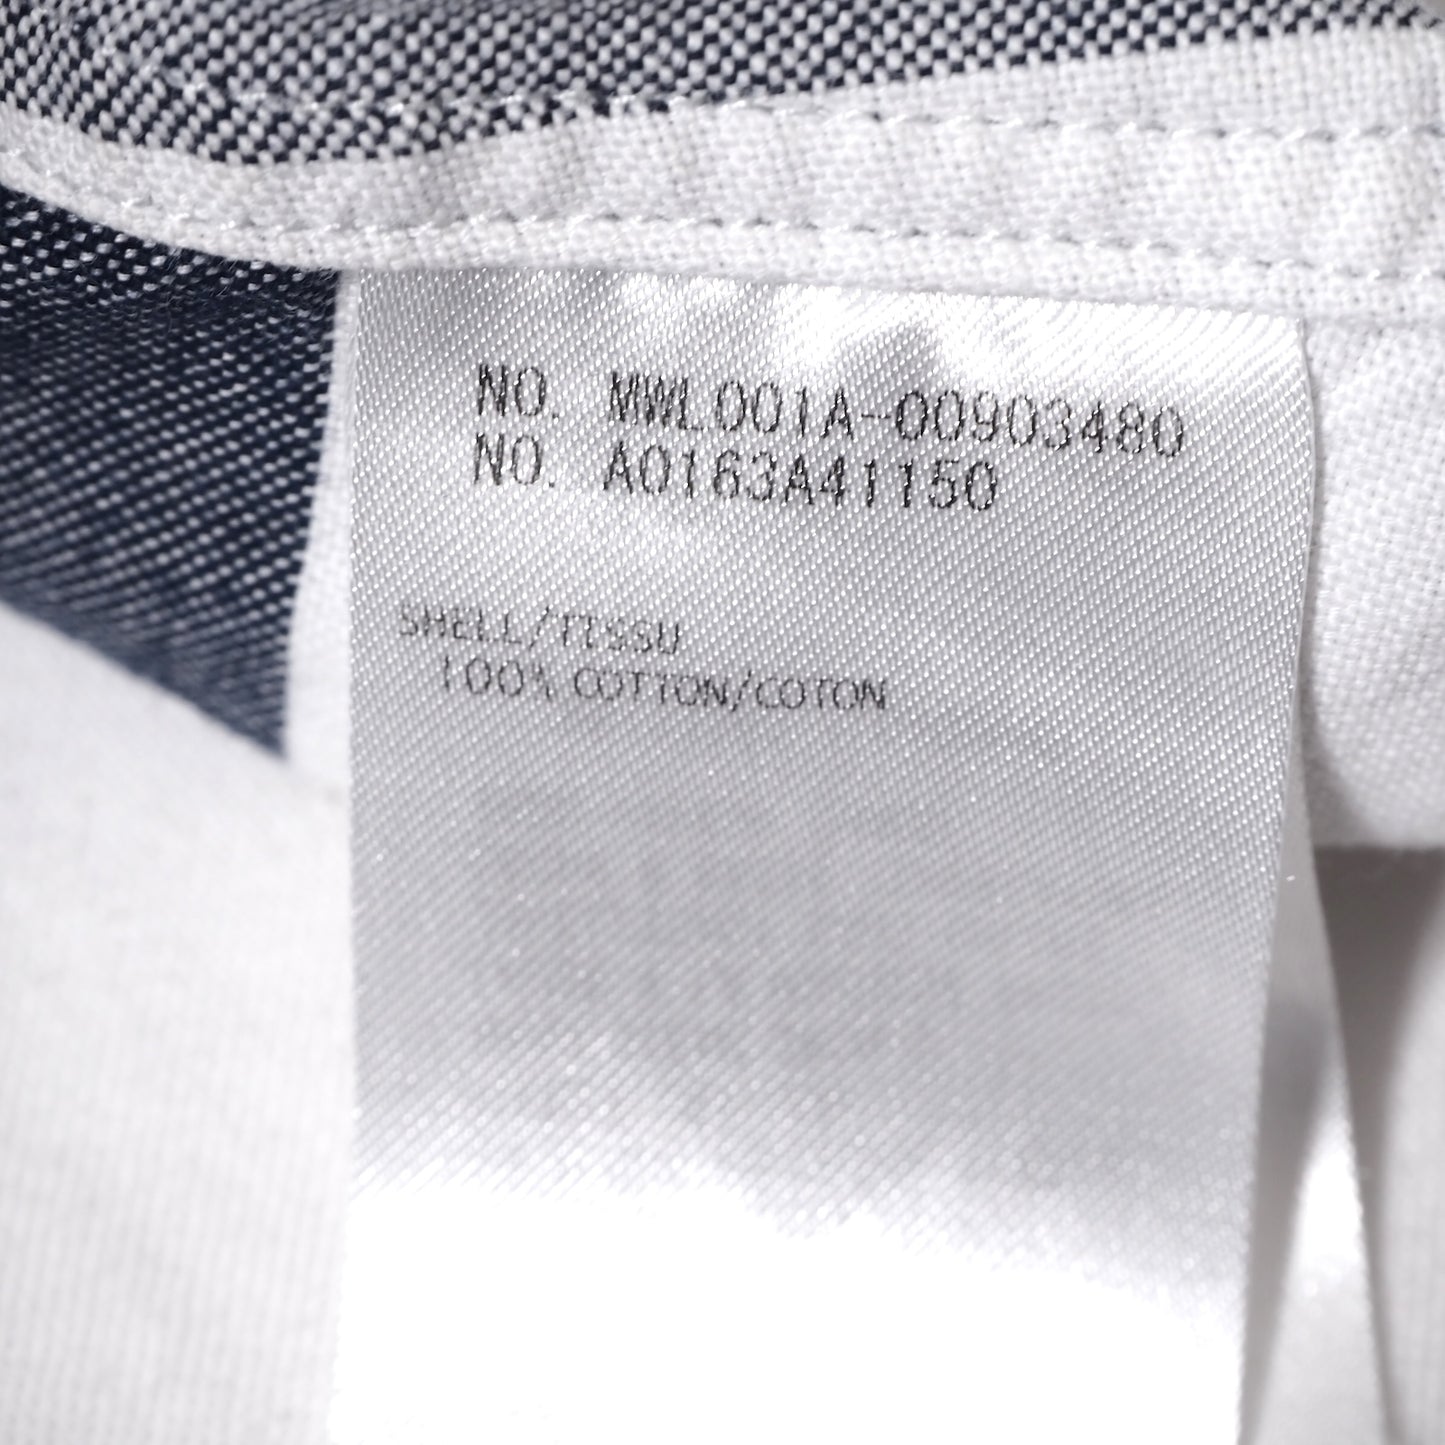 NO. MWL001A-00903480
NO. A0163A41150
SHELL/TISSU
100% COTTON/COTON